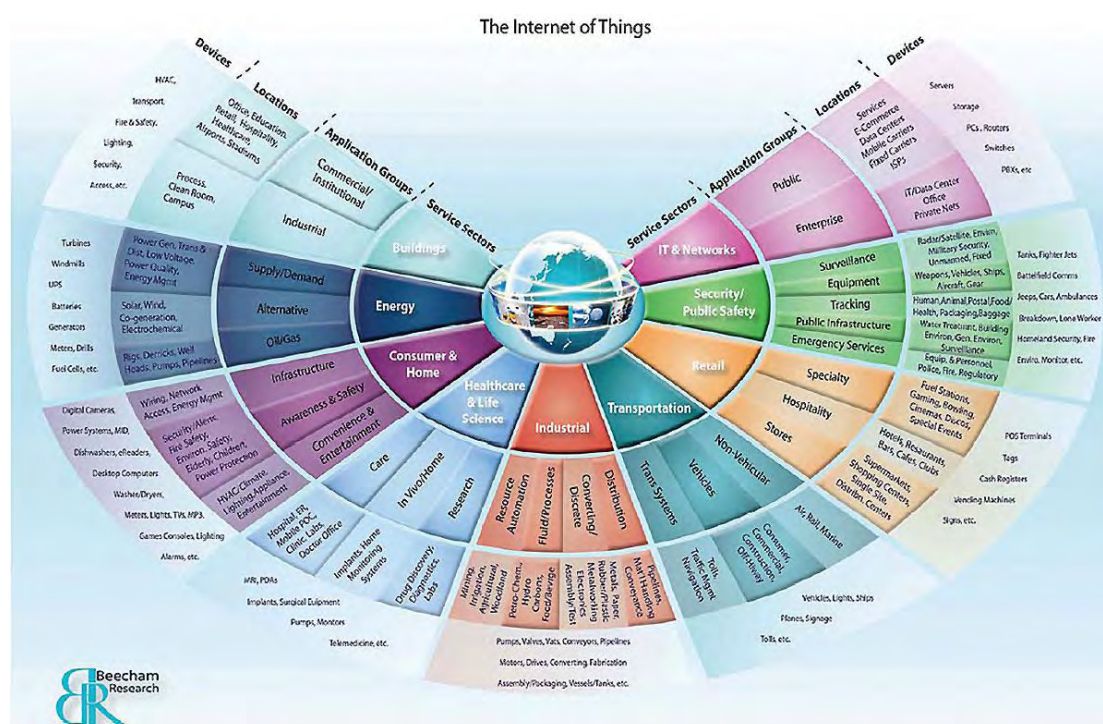 The Internet of Things
Devices
Locations
Application Groups
Service Sectors
HVAC,
Transport,
Fire & Safety,
Lighting,
Security,
Access, etc.
Office, Education,
Retail, Hospitality,
Healthcare,
Airports, Stadiums
Process,
Clean Room,
Campus
Commercial/
Institutional
Industrial
Buildings
Turbines
Windmills
UPS
Batteries
Generators
Meters, Drills
Fuel Cells, etc.
Power Gen, Trans &
Dist, Low Voltage,
Power Quality,
Energy Mgmt
Solar, Wind,
Co-generation,
Electrochemical
Rigs, Derricks, Well
Heads, Pumps, Pipelines
Supply/Demand
Alternative
Oil/Gas
Energy
Digital Cameras,
Power Systems, MID,
Dishwashers, eReaders,
Desktop Computers
Washer/Dryers,
Meters, Lights, TVs, MP3,
Games Consoles, Lighting
Alarms, etc.
Wiring, Network
Access, Energy Mgmt
Security/Alerts
Fire Safety,
Environ. Safety,
Elderly, Children,
Power Protection
HVAC/Climate,
Lighting, Appliance,
Entertainment
Infrastructure
Awareness & Safety
Convenience &
Entertainment
Consumer &
Home
MRI, PDAs
Implants, Surgical Euipment
Pumps, Monitors
Telemedicine, etc.
Hospital, ER,
Mobile POC,
Clinic, Labs,
Doctor Office
Implants, Home
Monitoring
Systems
Drug Discovery,
Diagnostics,
Labs
Care
In Vivo/Home
Research
Healthcare
& Life
Science
Industrial
Resource
Automation
Fluid/Processes
Converting/
Discrete
Distribution
Mining,
Irrigation,
Agricultural,
Woodland
Petro-Chem,
Hydro
Carbons,
Food/Bevrge
Metals, Paper,
Rubber/Plastic
Metalworking
Electronics
Assembly/Test
Pipelines,
Mat'l Handling
Conveyance
Pumps, Valves, Vats, Conveyors, Pipelines
Motors, Drives, Converting, Fabrication
Assembly/Packaging, Vessels/Tanks, etc.
Transportation
Trans Systems
Vehicles
Non-Vehicular
Tolls,
Traffic Mgmt
Navigation
Consumer,
Commercial,
Construction,
Off-Hiway
Air, Rail, Marine
Vehicles, Lights, Ships
Planes, Signage
Tolls, etc.
Retail
Specialty
Hospitality
Stores
Fuel Stations,
Gaming, Bowling,
Cinemas, Discos,
Special Events
Hotels, Restaurants,
Bars, Cafes, Clubs
Supermarkets,
Shopping Centers,
Single Site
Distribn. Centers
POS Terminals
Tags
Cash Registers
Vending Machines
Signs, etc.
Security/
Public Safety
Surveillance
Equipment
Tracking
Public Infrastructure
Emergency Services
Radar/Satellite, Environ,
Military Security,
Unmanned, Fixed
Weapons, Vehicles, Ships,
Aircraft, Gear
Human, Animal, Postal, Food/
Health, Packaging, Baggage
Water Treatment, Building
Environ, Gen. Environ,
Surveillance
Equip. & Personnel,
Police, Fire, Regulatory
Tanks, Fighter Jets
Battlefield Comms
Jeeps, Cars, Ambulances
Breakdown, Lone Worker
Homeland Security, Fire
Enviro. Monitor, etc.
IT & Networks
Public
Enterprise
Services
E-Commerce
Data Centers
Mobile Carriers
Fixed Carriers
ISPS
IT/Data Center
Office
Private Nets
Servers
Storage
PCs, Routers
Switches
PBXs, etc
Service Sectors
Application Groups
Locations
Devices
Beecham
Research
BR